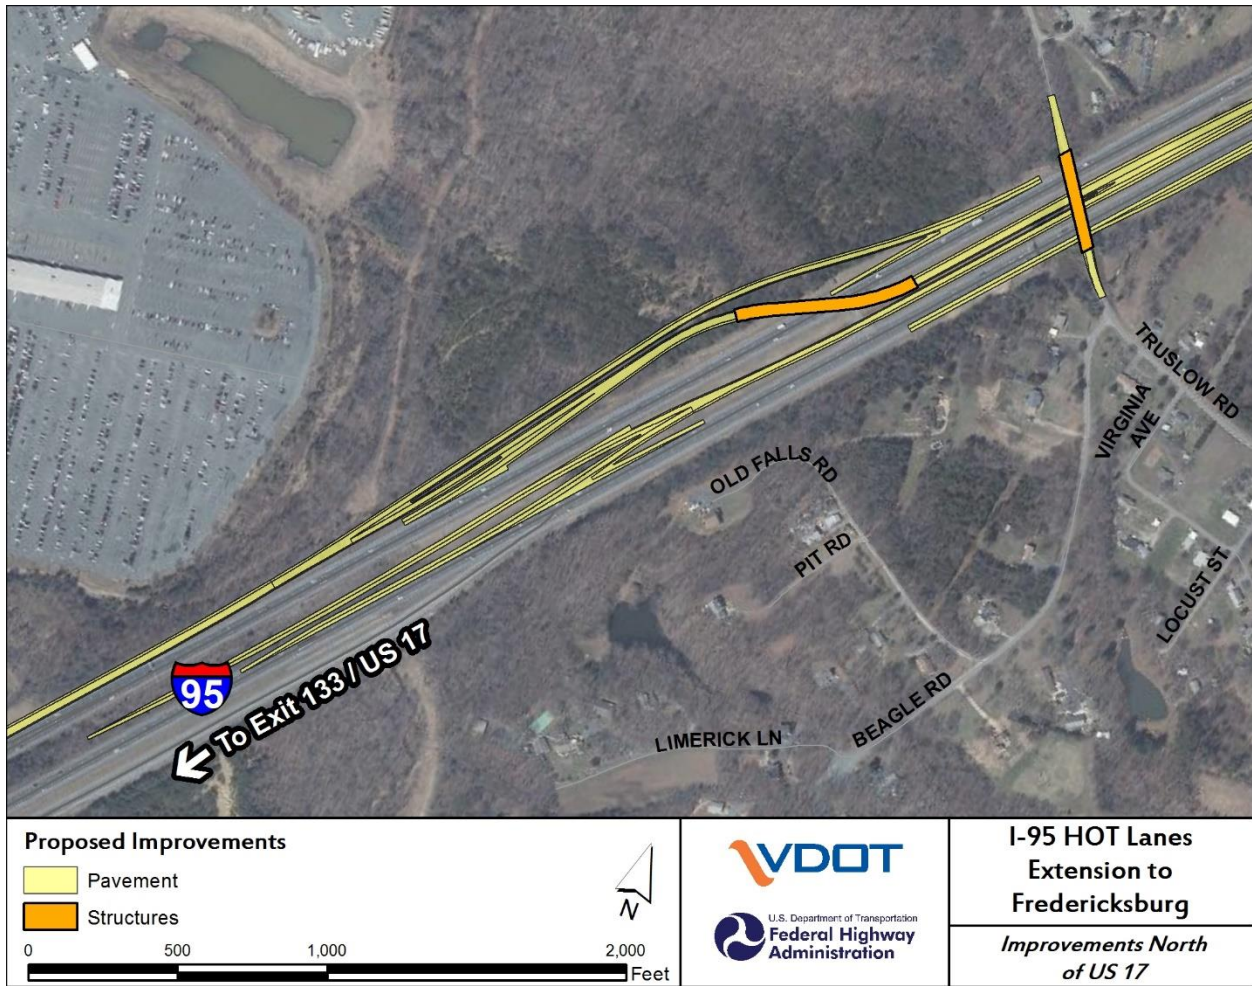 TRUSLOW RD
VIRGINIA
AVE
OLD FALLS RD
PIT RD
LOCUST ST
95
To Exit 133 / US 17
BEAGLE RD
LIMERICK LN
Proposed Improvements
Pavement
Structures
N
0 500 1,000 2,000
Feet
VDOT
U.S. Department of Transportation
Federal Highway
Administration
I-95 HOT Lanes
Extension to
Fredericksburg
Improvements North
of US 17